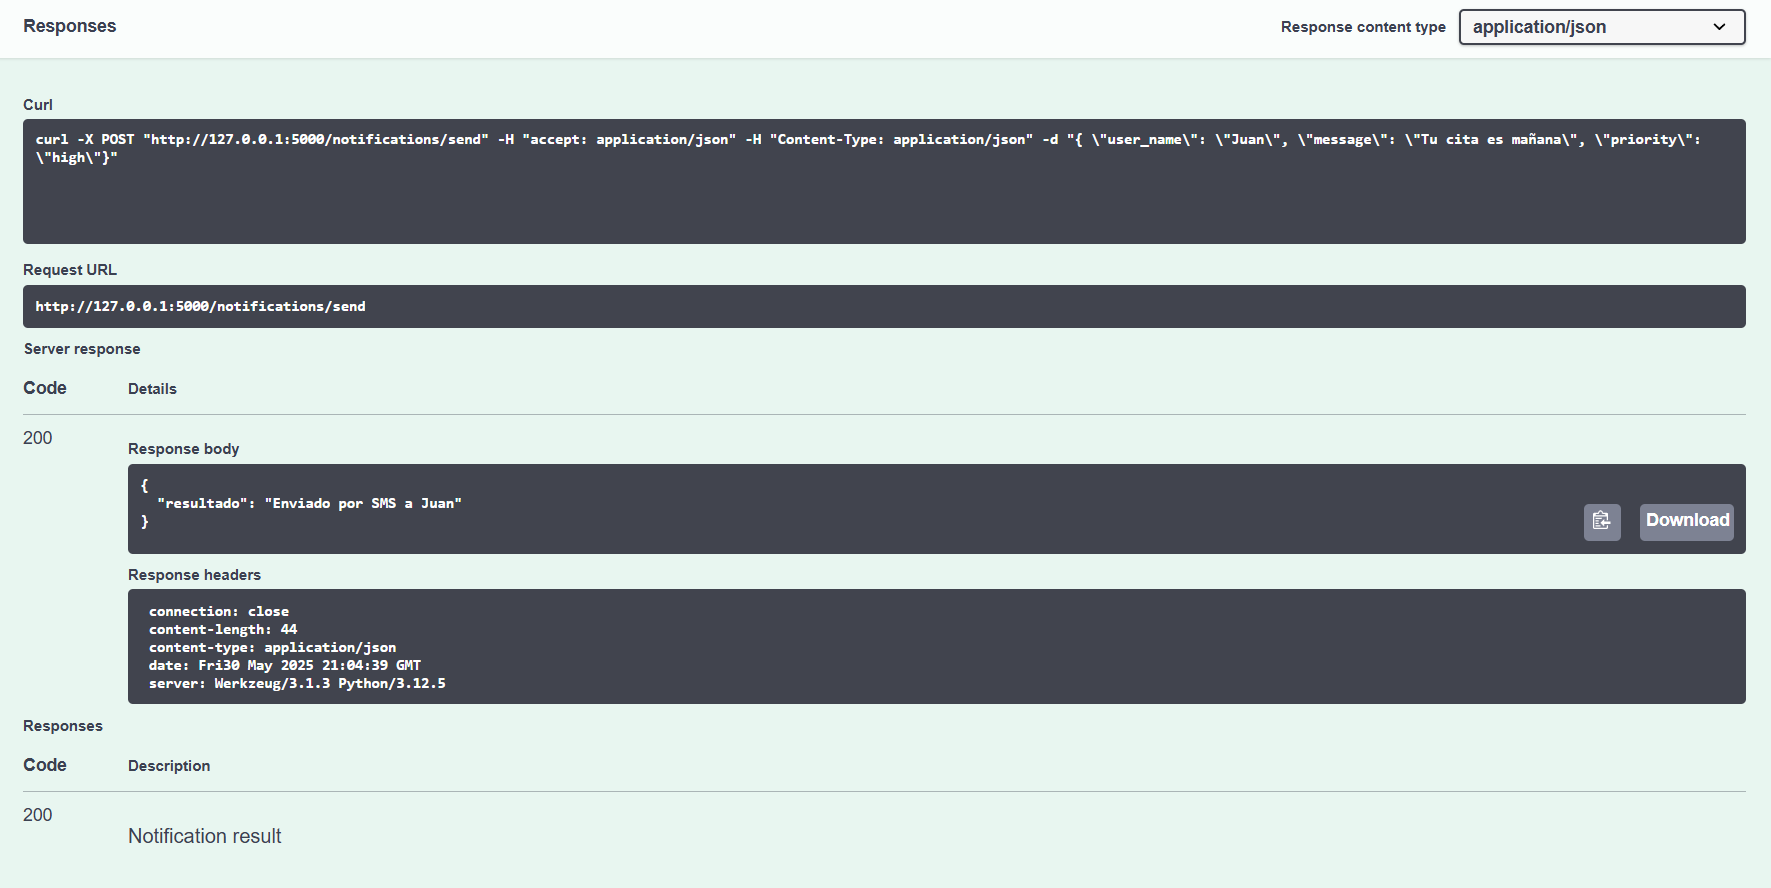 Responses
Response content type
application/json
Curl
curl -X POST "http://127.0.0.1:5000/notifications/send" -H "accept: application/json" -H "Content-Type: application/json" -d "{ \"user_name\": \"Juan\", \"message\": \"Tu cita es mañana\", \"priority\":
\"high\"}"
Request URL
http://127.0.0.1:5000/notifications/send
Server response
Code Details
200
Response body
{
"resultado": "Enviado por SMS a Juan"
}
Download
Response headers
connection: close
content-length: 44
content-type: application/json
date: Fri30 May 2025 21:04:39 GMT
server: Werkzeug/3.1.3 Python/3.12.5
Responses
Code Description
200
Notification result